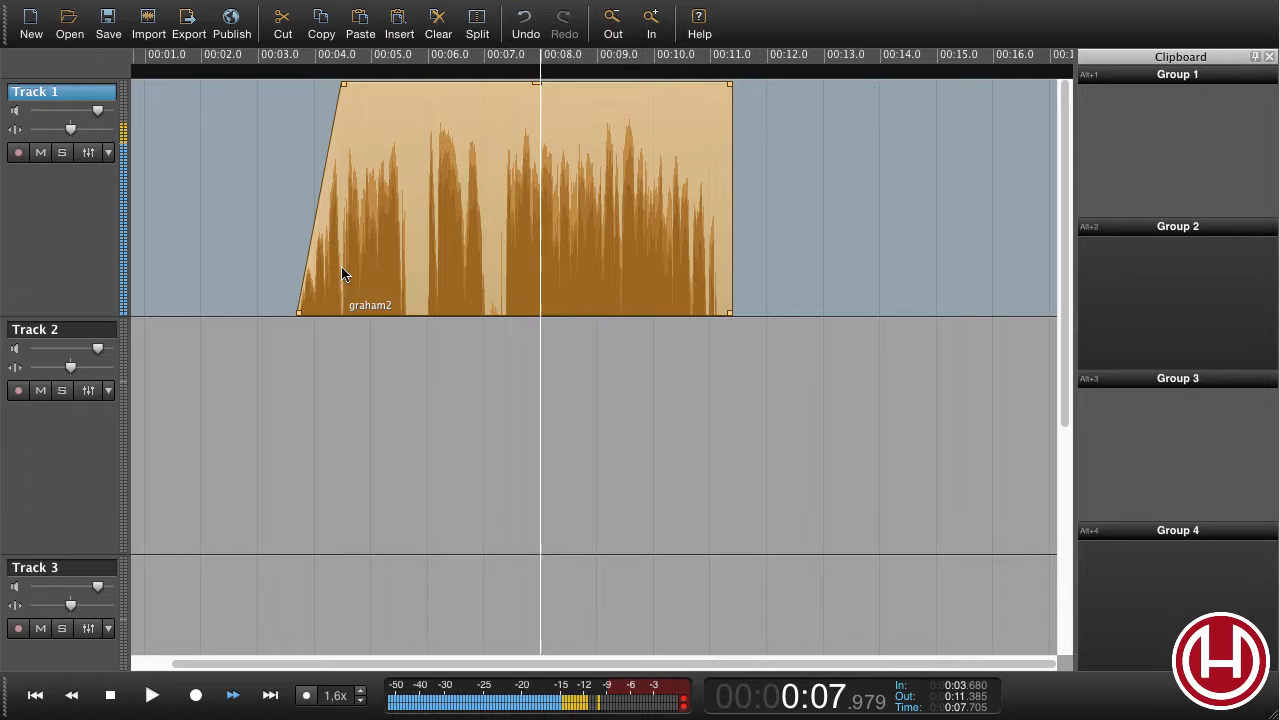 New Open Save Import Export Publish Cut Copy Paste Insert Clear Split Undo Redo Out In Help
00:01.0 00:02.0 00:03.0 00:04.0 00:05.0 00:06.0 00:07.0 00:08.0 00:09.0 00:10.0 00:11.0 00:12.0 00:13.0 00:14.0 00:15.0 00:16.0 00:1
Clipboard
Alt+1 Group 1
Track 1
M S
graham2
Alt+2 Group 2
Track 2
M S
Alt+3 Group 3
Alt+4 Group 4
Track 3
M S
H
1,6x
-50 -40 -30 -25 -20 -15 -12 -9 -6 -3
00:00:07.979
In: 0:00:03.680
Out: 0:00:11.385
Time: 0:00:07.705